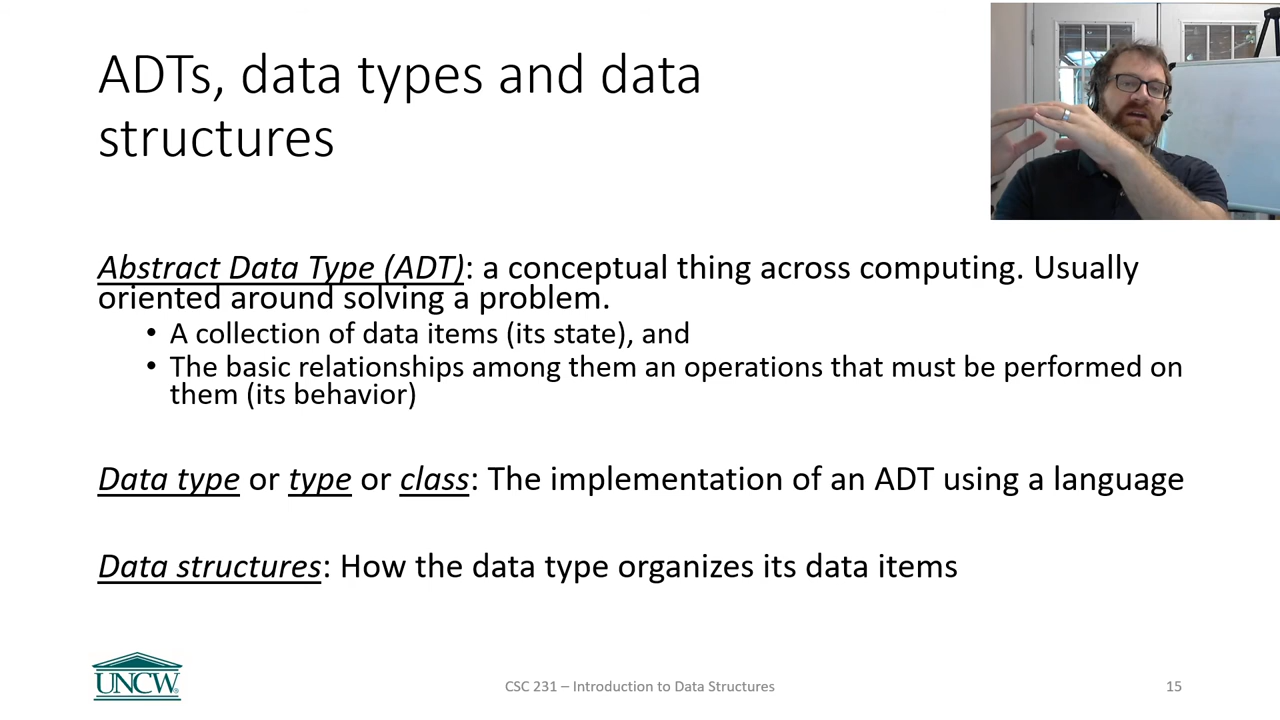 ADTs, data types and data
structures
Abstract Data Type (ADT): a conceptual thing across computing. Usually
oriented around solving a problem.
• A collection of data items (its state), and
• The basic relationships among them an operations that must be performed on
them (its behavior)
Data type or type or class: The implementation of an ADT using a language
Data structures: How the data type organizes its data items
UNCW
CSC 231 – Introduction to Data Structures
15